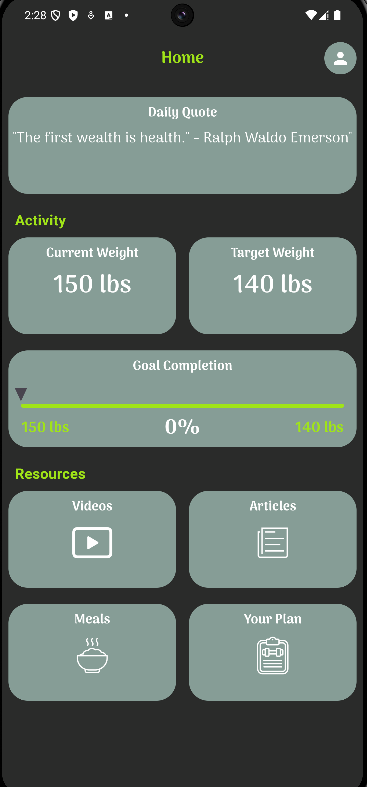 2:28
Home
Daily Quote
"The first wealth is health." - Ralph Waldo Emerson"
Activity
Current Weight
150 lbs
Target Weight
140 lbs
Goal Completion
150 lbs
0%
140 lbs
Resources
Videos
Articles
Meals
Your Plan